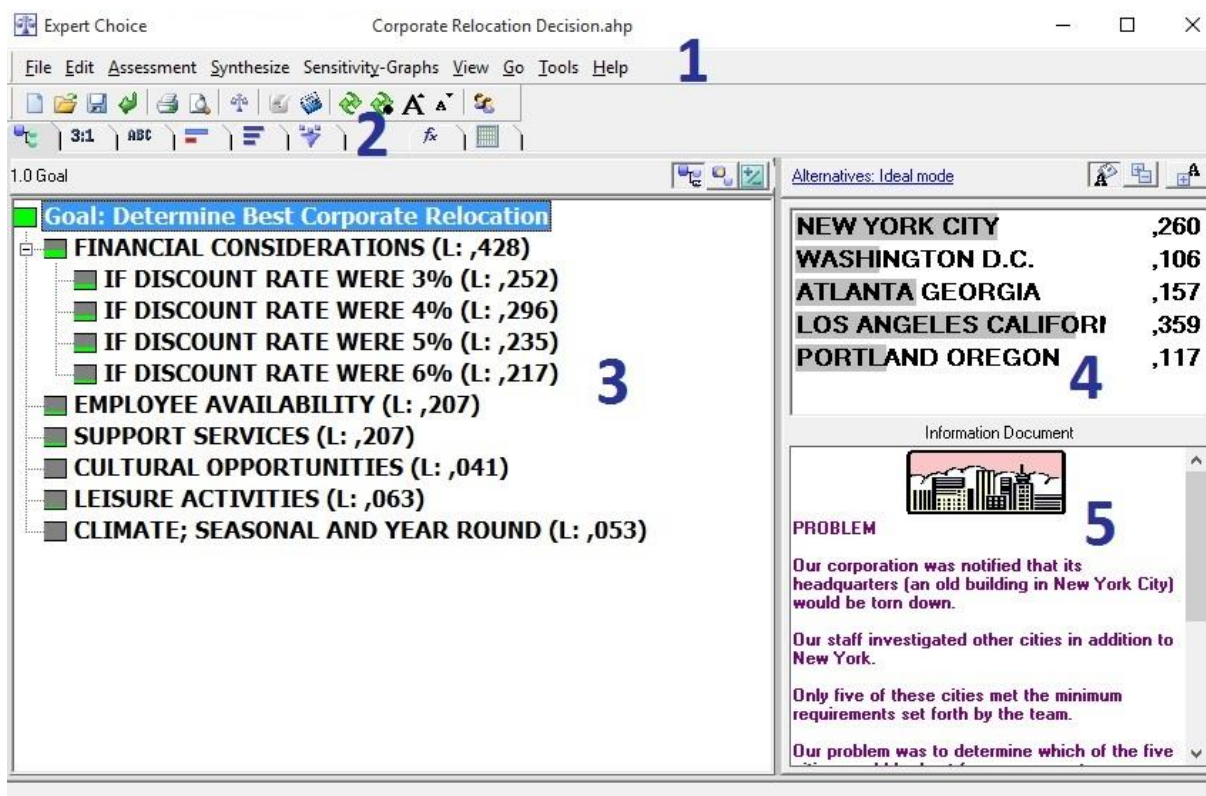 Expert Choice Corporate Relocation Decision.ahp
File Edit Assessment Synthesize Sensitivity-Graphs View Go Tools Help
1
A A
3:1 ABC 2 fx
1.0 Goal
Alternatives: Ideal mode
A A
Goal: Determine Best Corporate Relocation
FINANCIAL CONSIDERATIONS (L: ,428)
IF DISCOUNT RATE WERE 3% (L: ,252)
IF DISCOUNT RATE WERE 4% (L: ,296)
IF DISCOUNT RATE WERE 5% (L: ,235)
IF DISCOUNT RATE WERE 6% (L: ,217)
EMPLOYEE AVAILABILITY (L: ,207)
SUPPORT SERVICES (L: ,207)
CULTURAL OPPORTUNITIES (L: ,041)
LEISURE ACTIVITIES (L: ,063)
CLIMATE; SEASONAL AND YEAR ROUND (L: ,053)
3
NEW YORK CITY ,260
WASHINGTON D.C. ,106
ATLANTA GEORGIA ,157
LOS ANGELES CALIFORI ,359
PORTLAND OREGON ,117
4
Information Document
5
PROBLEM
Our corporation was notified that its
headquarters (an old building in New York City)
would be torn down.
Our staff investigated other cities in addition to
New York.
Only five of these cities met the minimum
requirements set forth by the team.
Our problem was to determine which of the five